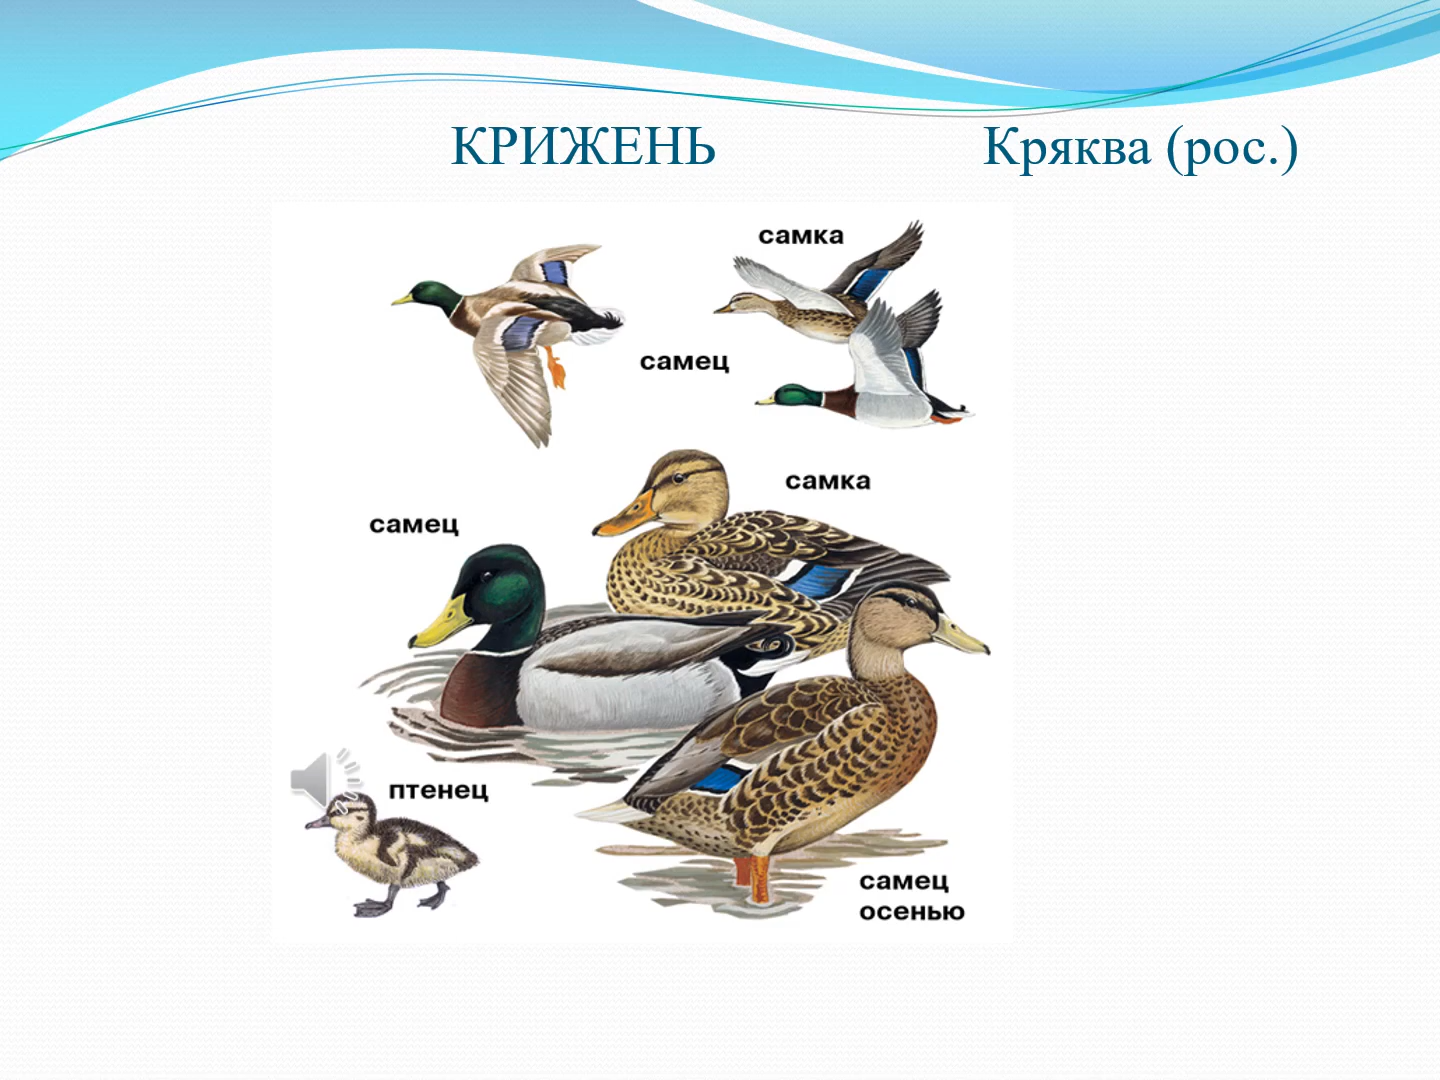 КРИЖЕНЬ Кряква (рос.)
самка
самец
самка
самец
птенец
самец
осенью